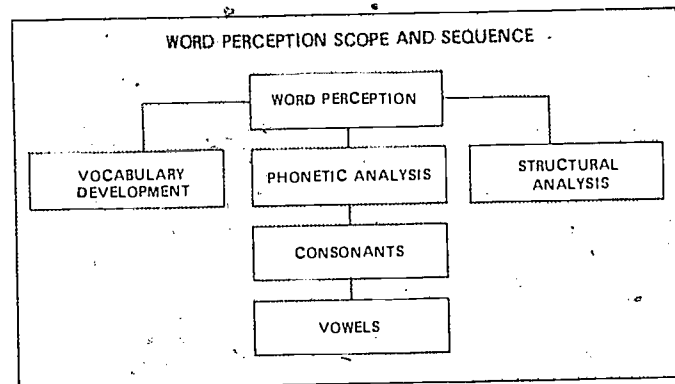 WORD PERCEPTION SCOPE AND SEQUENCE
WORD PERCEPTION
VOCABULARY
DEVELOPMENT
PHONETIC ANALYSIS
STRUCTURAL
ANALYSIS
CONSONANTS
VOWELS